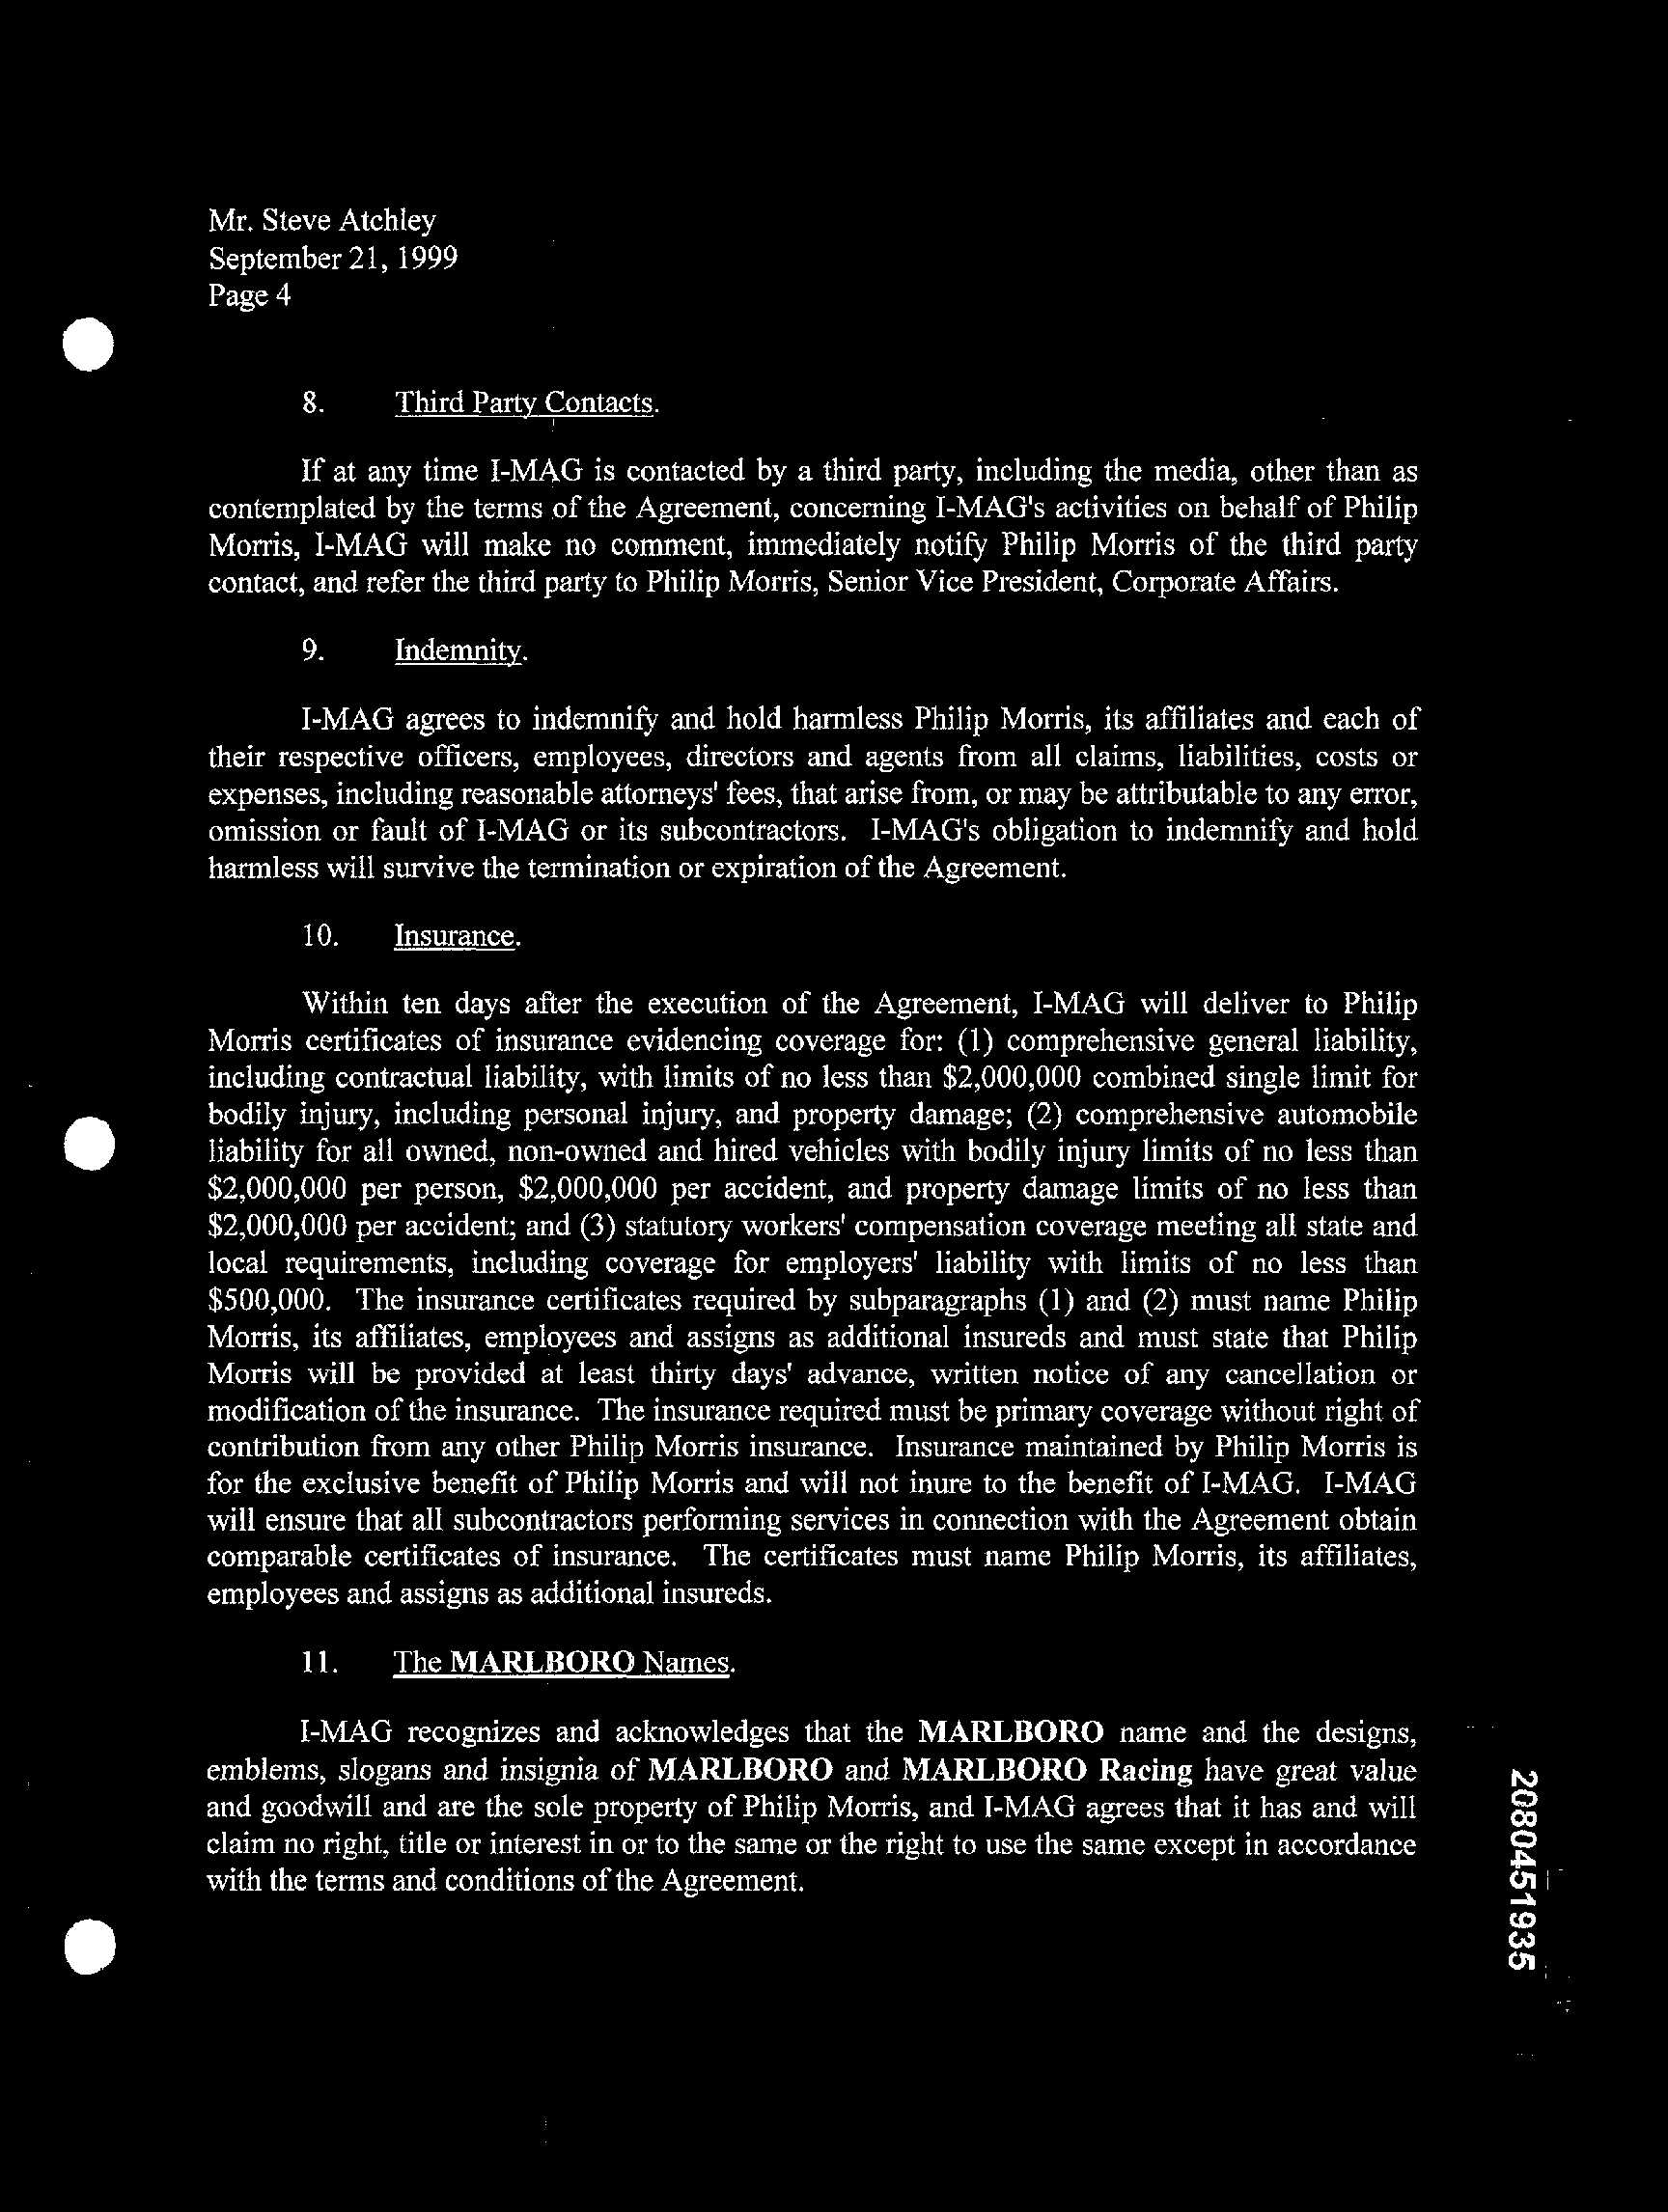 Mr. Steve Atchley
September 21, 1999
Page 4
8. Third Party Contacts.
If at any time I-MAG is contacted by a third party, including the media, other than as
contemplated by the terms of the Agreement, concerning I-MAG's activities on behalf of Philip
Morris, I-MAG will make no comment, immediately notify Philip Morris of the third party
contact, and refer the third party to Philip Morris, Senior Vice President, Corporate Affairs.
9. Indemnity.
I-MAG agrees to indemnify and hold harmless Philip Morris, its affiliates and each of
their respective officers, employees, directors and agents from all claims, liabilities, costs or
expenses, including reasonable attorneys' fees, that arise from, or may be attributable to any error,
omission or fault of I-MAG or its subcontractors. I-MAG's obligation to indemnify and hold
harmless will survive the termination or expiration of the Agreement.
10. Insurance.
Within ten days after the execution of the Agreement, I-MAG will deliver to Philip
Morris certificates of insurance evidencing coverage for: (1) comprehensive general liability,
including contractual liability, with limits of no less than $2,000,000 combined single limit for
bodily injury, including personal injury, and property damage; (2) comprehensive automobile
liability for all owned, non-owned and hired vehicles with bodily injury limits of no less than
$2,000,000 per person, $2,000,000 per accident, and property damage limits of no less than
$2,000,000 per accident; and (3) statutory workers' compensation coverage meeting all state and
local requirements, including coverage for employers' liability with limits of no less than
$500,000. The insurance certificates required by subparagraphs (1) and (2) must name Philip
Morris, its affiliates, employees and assigns as additional insureds and must state that Philip
Morris will be provided at least thirty days' advance, written notice of any cancellation or
modification of the insurance. The insurance required must be primary coverage without right of
contribution from any other Philip Morris insurance. Insurance maintained by Philip Morris is
for the exclusive benefit of Philip Morris and will not inure to the benefit of I-MAG. I-MAG
will ensure that all subcontractors performing services in connection with the Agreement obtain
comparable certificates of insurance. The certificates must name Philip Morris, its affiliates,
employees and assigns as additional insureds.
11. The MARLBORO Names.
I-MAG recognizes and acknowledges that the MARLBORO name and the designs,
emblems, slogans and insignia of MARLBORO and MARLBORO Racing have great value
and goodwill and are the sole property of Philip Morris, and I-MAG agrees that it has and will
claim no right, title or interest in or to the same or the right to use the same except in accordance
with the terms and conditions of the Agreement.
2080451935